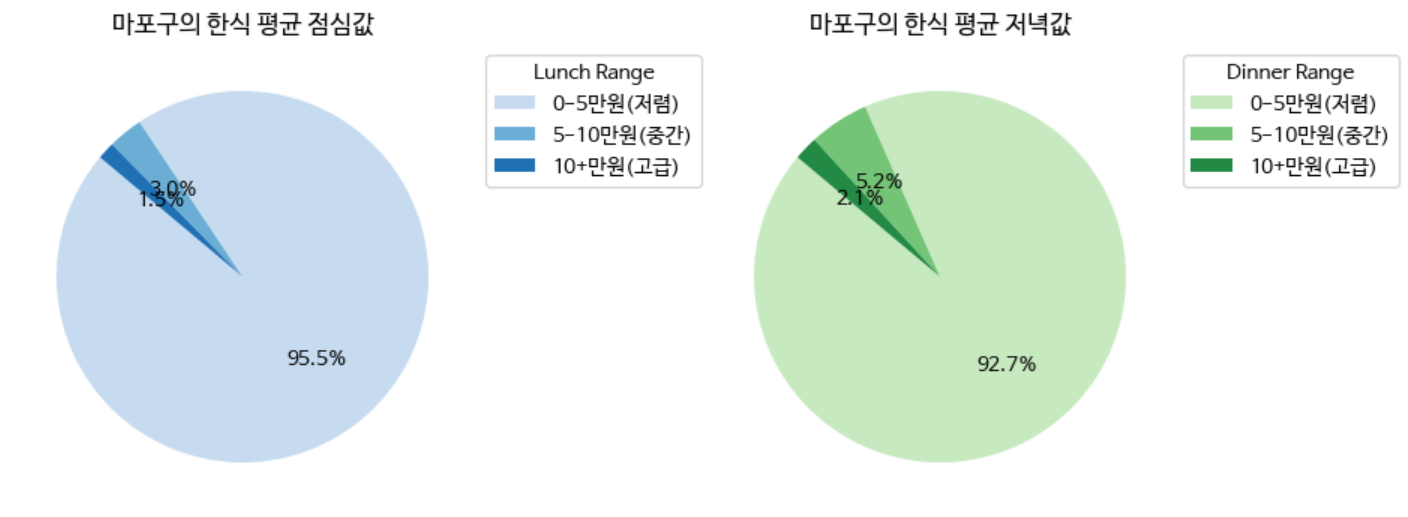 마포구의 한식 평균 점심값
Lunch Range
0-5만원(저렴)
5-10만원(중간)
10+만원(고급)
3.0%
1.5%
95.5%
마포구의 한식 평균 저녁값
Dinner Range
0-5만원(저렴)
5-10만원(중간)
10+만원(고급)
5.2%
2.1%
92.7%